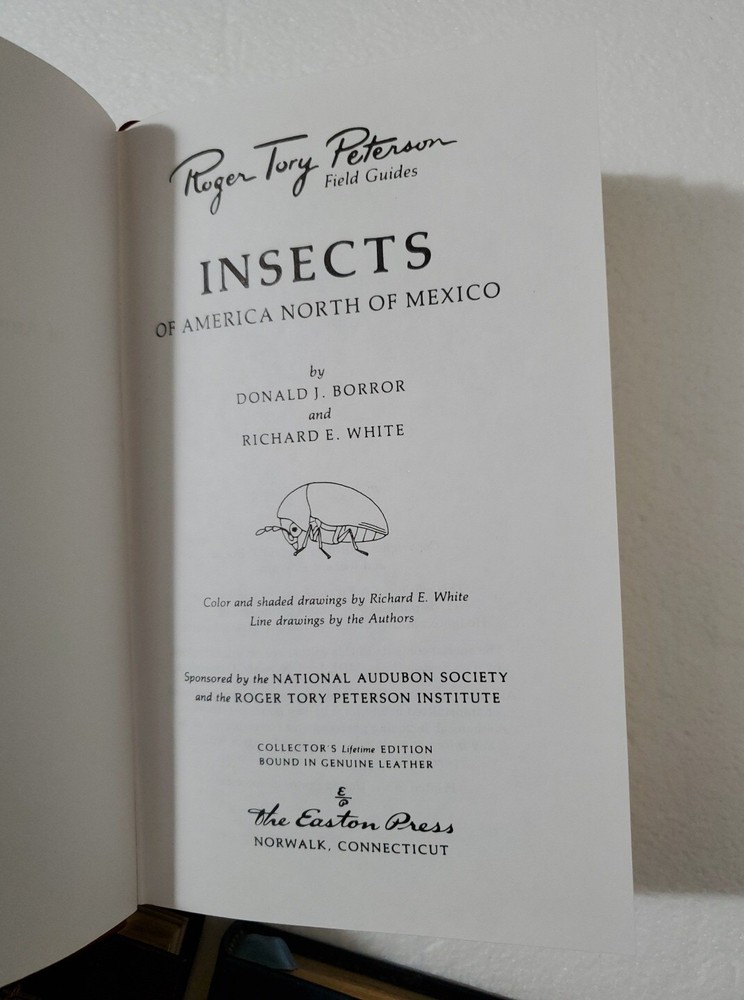 Roger Tory Peterson
Field Guides
INSECTS
OF AMERICA NORTH OF MEXICO
by
DONALD J. BORROR
and
RICHARD E. WHITE
Color and shaded drawings by Richard E. White
Line drawings by the Authors
Sponsored by the NATIONAL AUDUBON SOCIETY
and the ROGER TORY PETERSON INSTITUTE
COLLECTOR'S Lifetime EDITION
BOUND IN GENUINE LEATHER
E
P
The Easton Press
NORWALK, CONNECTICUT